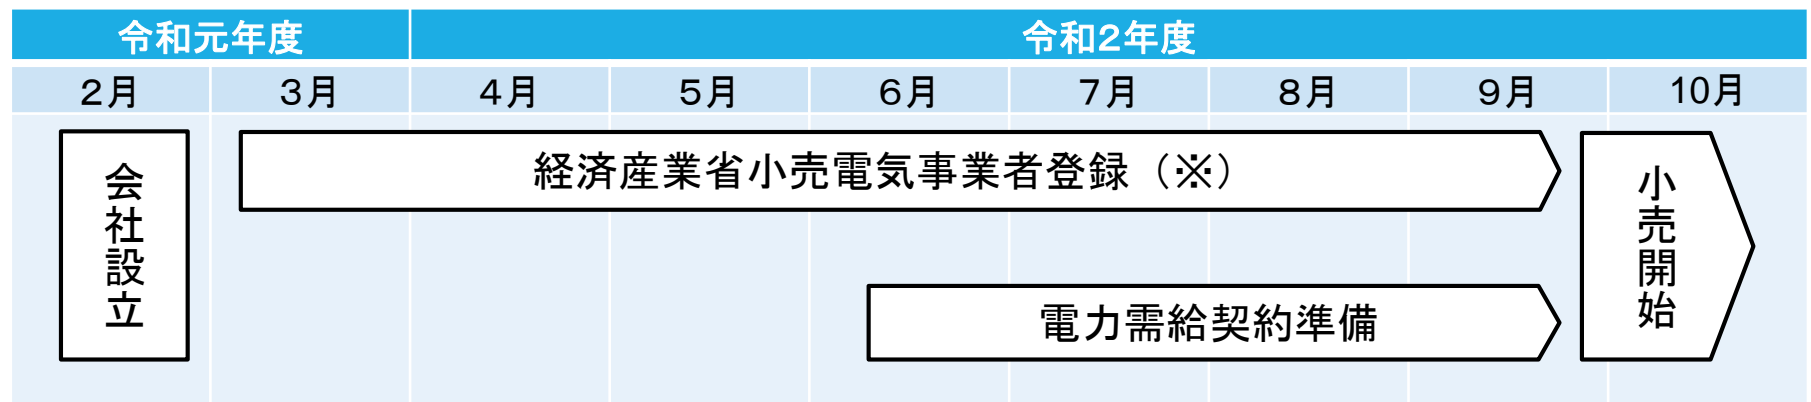 令和元年度
令和2年度
2月
3月
4月
5月
6月
7月
8月
9月
10月
会社設立
経済産業省小売電気事業者登録（※）
小売開始
電力需給契約準備